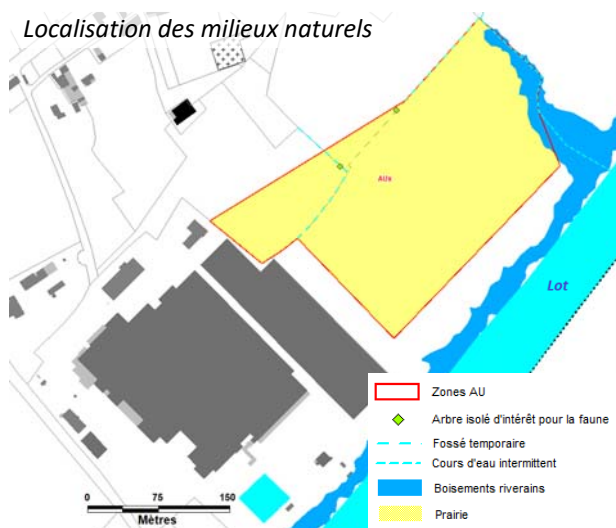 Localisation des milieux naturels
AUs
Lot
Zones AU
Arbre isolé d'intérêt pour la faune
Fossé temporaire
Cours d'eau intermittent
Boisements riverains
Prairie
0 75 150
Mètres